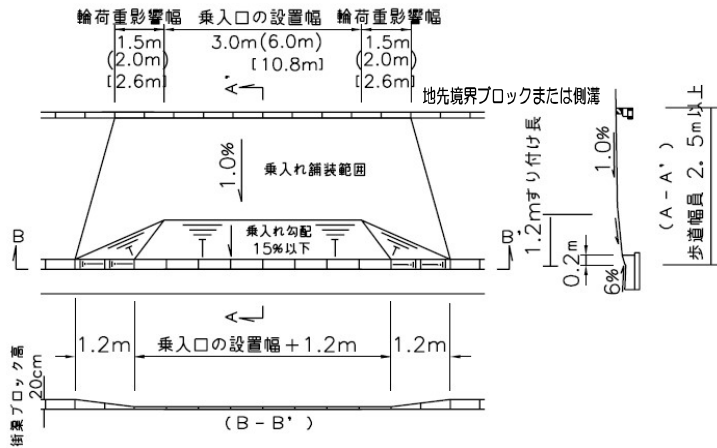 輪荷重影響幅 乗入口の設置幅 輪荷重影響幅
1.5m 3.0m(6.0m) 1.5m
(2.0m) [10.8m] (2.0m)
[2.6m] [2.6m]
A'
地先境界ブロックまたは側溝
1.0%
乗入れ舗装範囲
乗入れ勾配
15%以下
B
B'
A
1.2m 乗入口の設置幅+1.2m 1.2m
街渠ブロック高
20cm
(B-B')
1.2mすり付け長
0.2m
6%
1.0%
(A-A')
歩道幅員 2.5m以上